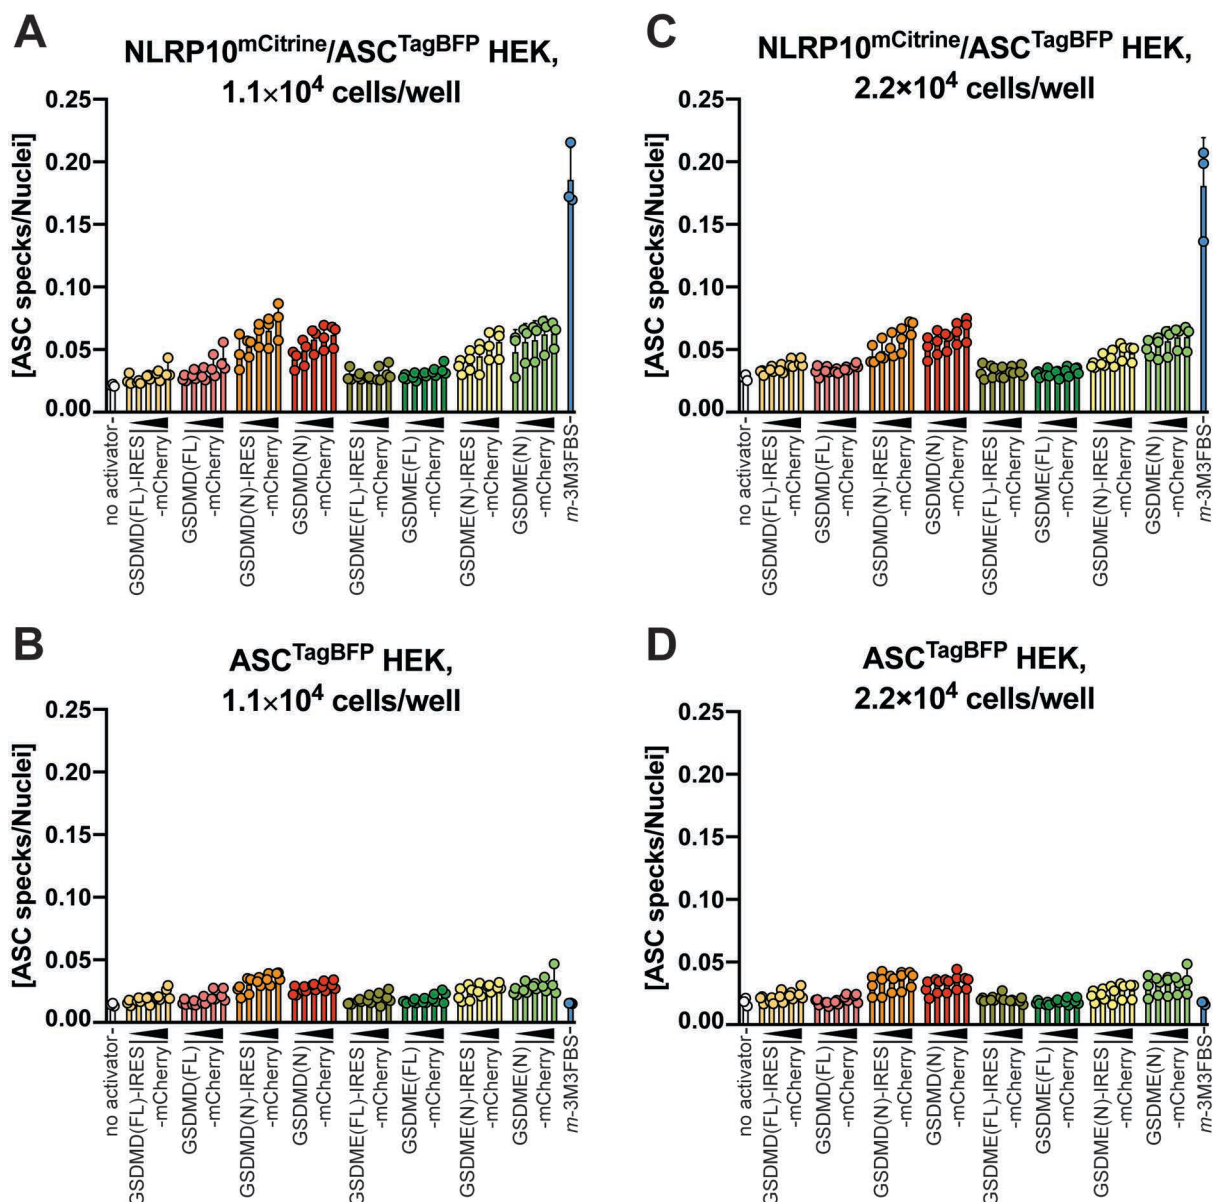 A
NLRP10mCitrine/ASCTagBFP HEK,
1.1×104 cells/well
[ASC specks/Nuclei]
0.25
0.20
0.15
0.10
0.05
0.00
no activator
GSDMD(FL)-IRES
-mCherry
GSDMD(FL)
-mCherry
GSDMD(N)-IRES
-mCherry
GSDMD(N)
-mCherry
GSDME(FL)-IRES
-mCherry
GSDME(FL)
-mCherry
GSDME(N)-IRES
-mCherry
GSDME(N)
-mCherry
m-3M3FBS
C
NLRP10mCitrine/ASCTagBFP HEK,
2.2×104 cells/well
[ASC specks/Nuclei]
0.25
0.20
0.15
0.10
0.05
0.00
no activator
GSDMD(FL)-IRES
-mCherry
GSDMD(FL)
-mCherry
GSDMD(N)-IRES
-mCherry
GSDMD(N)
-mCherry
GSDME(FL)-IRES
-mCherry
GSDME(FL)
-mCherry
GSDME(N)-IRES
-mCherry
GSDME(N)
-mCherry
m-3M3FBS
B
ASCTagBFP HEK,
1.1×104 cells/well
[ASC specks/Nuclei]
0.25
0.20
0.15
0.10
0.05
0.00
no activator
GSDMD(FL)-IRES
-mCherry
GSDMD(FL)
-mCherry
GSDMD(N)-IRES
-mCherry
GSDMD(N)
-mCherry
GSDME(FL)-IRES
-mCherry
GSDME(FL)
-mCherry
GSDME(N)-IRES
-mCherry
GSDME(N)
-mCherry
m-3M3FBS
D
ASCTagBFP HEK,
2.2×104 cells/well
[ASC specks/Nuclei]
0.25
0.20
0.15
0.10
0.05
0.00
no activator
GSDMD(FL)-IRES
-mCherry
GSDMD(FL)
-mCherry
GSDMD(N)-IRES
-mCherry
GSDMD(N)
-mCherry
GSDME(FL)-IRES
-mCherry
GSDME(FL)
-mCherry
GSDME(N)-IRES
-mCherry
GSDME(N)
-mCherry
m-3M3FBS